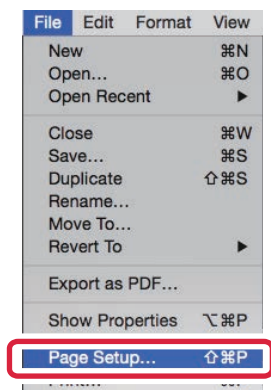 File Edit Format View
New ⌘N
Open... ⌘O
Open Recent ▶
Close ⌘W
Save... ⌘S
Duplicate ⇧⌘S
Rename...
Move To...
Revert To ▶
Export as PDF...
Show Properties ⌥⌘P
Page Setup... ⇧⌘P